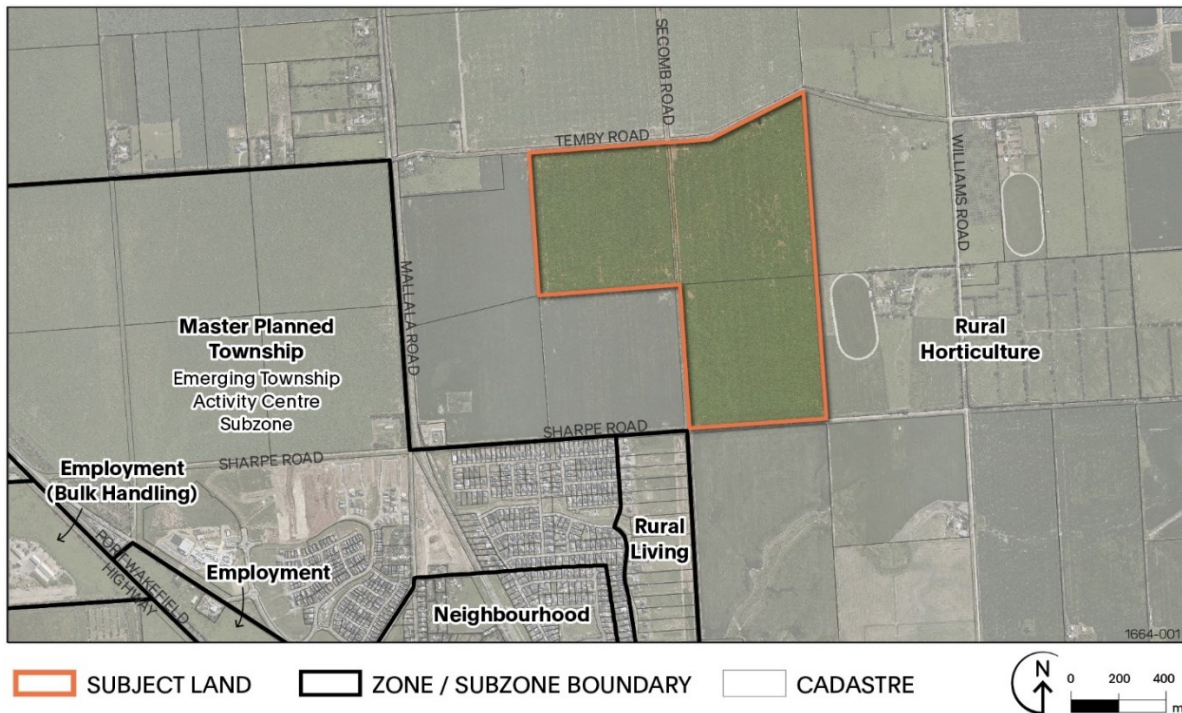 SECOMB ROAD
TEMBY ROAD
WILLIAMS ROAD
MALLALA ROAD
Master Planned
Township
Emerging Township
Activity Centre
Subzone
Rural
Horticulture
SHARPE ROAD
SHARPE ROAD
Employment
(Bulk Handling)
PORT WAKEFIELD
HIGHWAY
Employment
Rural
Living
Neighbourhood
1664-001
SUBJECT LAND
ZONE / SUBZONE BOUNDARY
CADASTRE
N
0 200 400
m